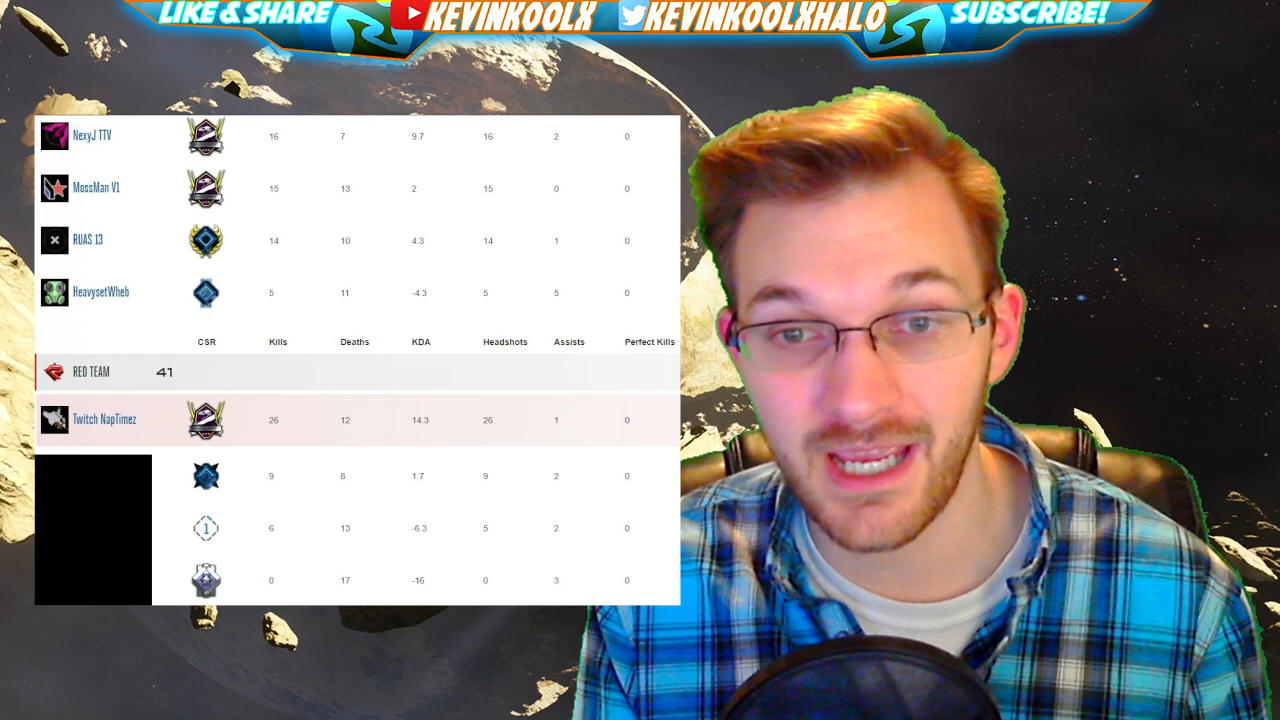 LIKE & SHARE KEVINKOOLX KEVINKOOLXHALO SUBSCRIBE!
NexyJ TTV 16 7 9.7 16 2 0
MossMan V1 15 13 2 15 0 0
RUAS 13 14 10 4.3 14 1 0
HeavysetWheb 5 11 -4.3 5 5 0
CSR Kills Deaths KDA Headshots Assists Perfect Kills
RED TEAM 41
Twitch NapTimez 26 12 14.3 26 1 0
9 8 1.7 9 2 0
1 6 13 -6.3 5 2 0
0 17 -16 0 3 0